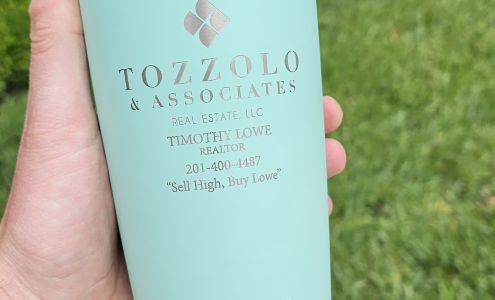 TOZZOLO
& ASSOCIATES
REAL ESTATE, LLC
TIMOTHY LOWE
REALTOR
201-400-4487
"Sell High, Buy Lowe"